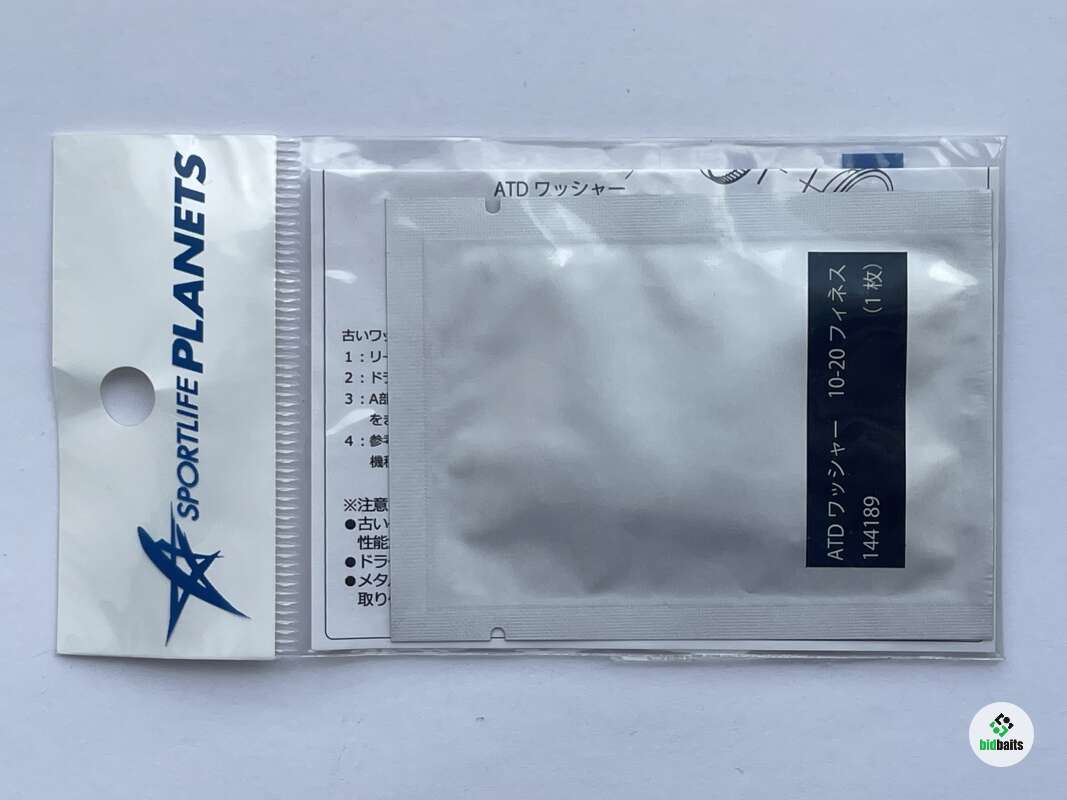 SPORTLIFE PLANETS
ATD ワッシャー
古いワッ
1：リー
2：ドラ
3：A部
をま
4：参考
機種
※注意
●古い
性能
●ドラ
●メタル
取り
ATD ワッシャー 10-20 フィネス
144189 （1 枚）
bidbaits